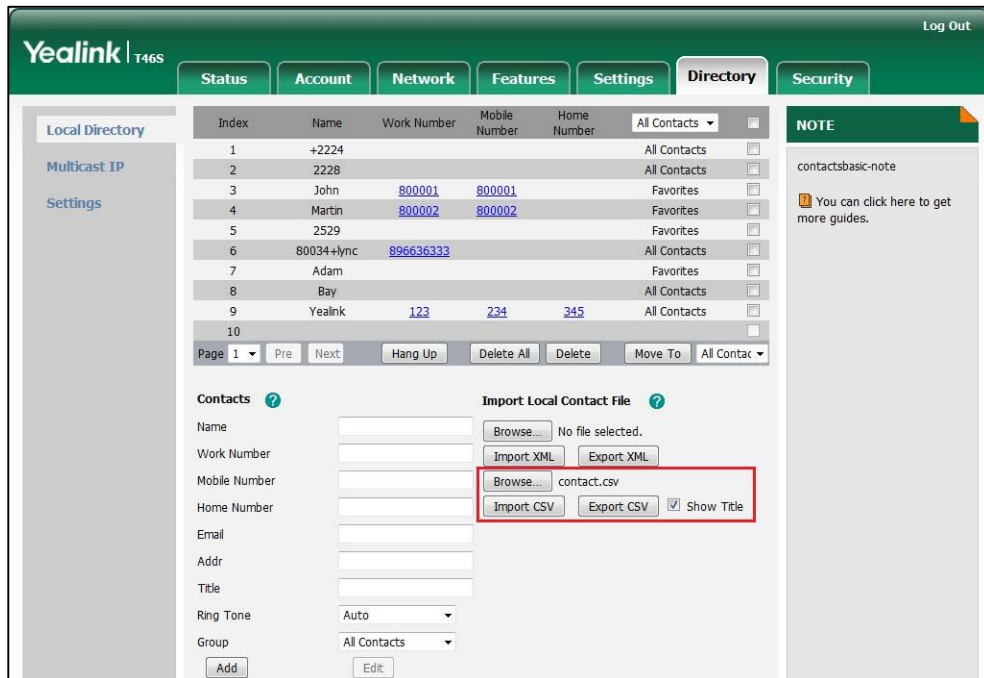 Log Out
Yealink T46S
Status Account Network Features Settings Directory Security
Local Directory
Multicast IP
Settings
Index Name Work Number Mobile Number Home Number All Contacts
1 +2224 All Contacts
2 2228 All Contacts
3 John 800001 800001 Favorites
4 Martin 800002 800002 Favorites
5 2529 Favorites
6 80034+lync 896636333 All Contacts
7 Adam Favorites
8 Bay All Contacts
9 Yealink 123 234 345 All Contacts
10
Page 1 Pre Next Hang Up Delete All Delete Move To All Contac
Contacts
Name
Work Number
Mobile Number
Home Number
Email
Addr
Title
Ring Tone Auto
Group All Contacts
Add Edit
Import Local Contact File
Browse... No file selected.
Import XML Export XML
Browse... contact.csv
Import CSV Export CSV Show Title
NOTE
contactsbasic-note
You can click here to get
more guides.